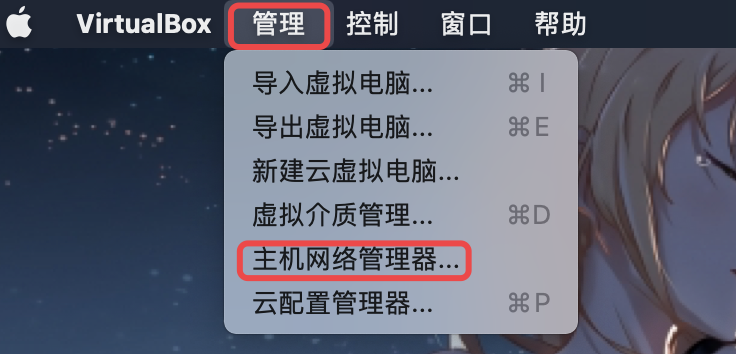 VirtualBox 管理 控制 窗口 帮助
导入虚拟电脑... ⌘ I
导出虚拟电脑... ⌘ E
新建云虚拟电脑...
虚拟介质管理... ⌘ D
主机网络管理器...
云配置管理器... ⌘ P